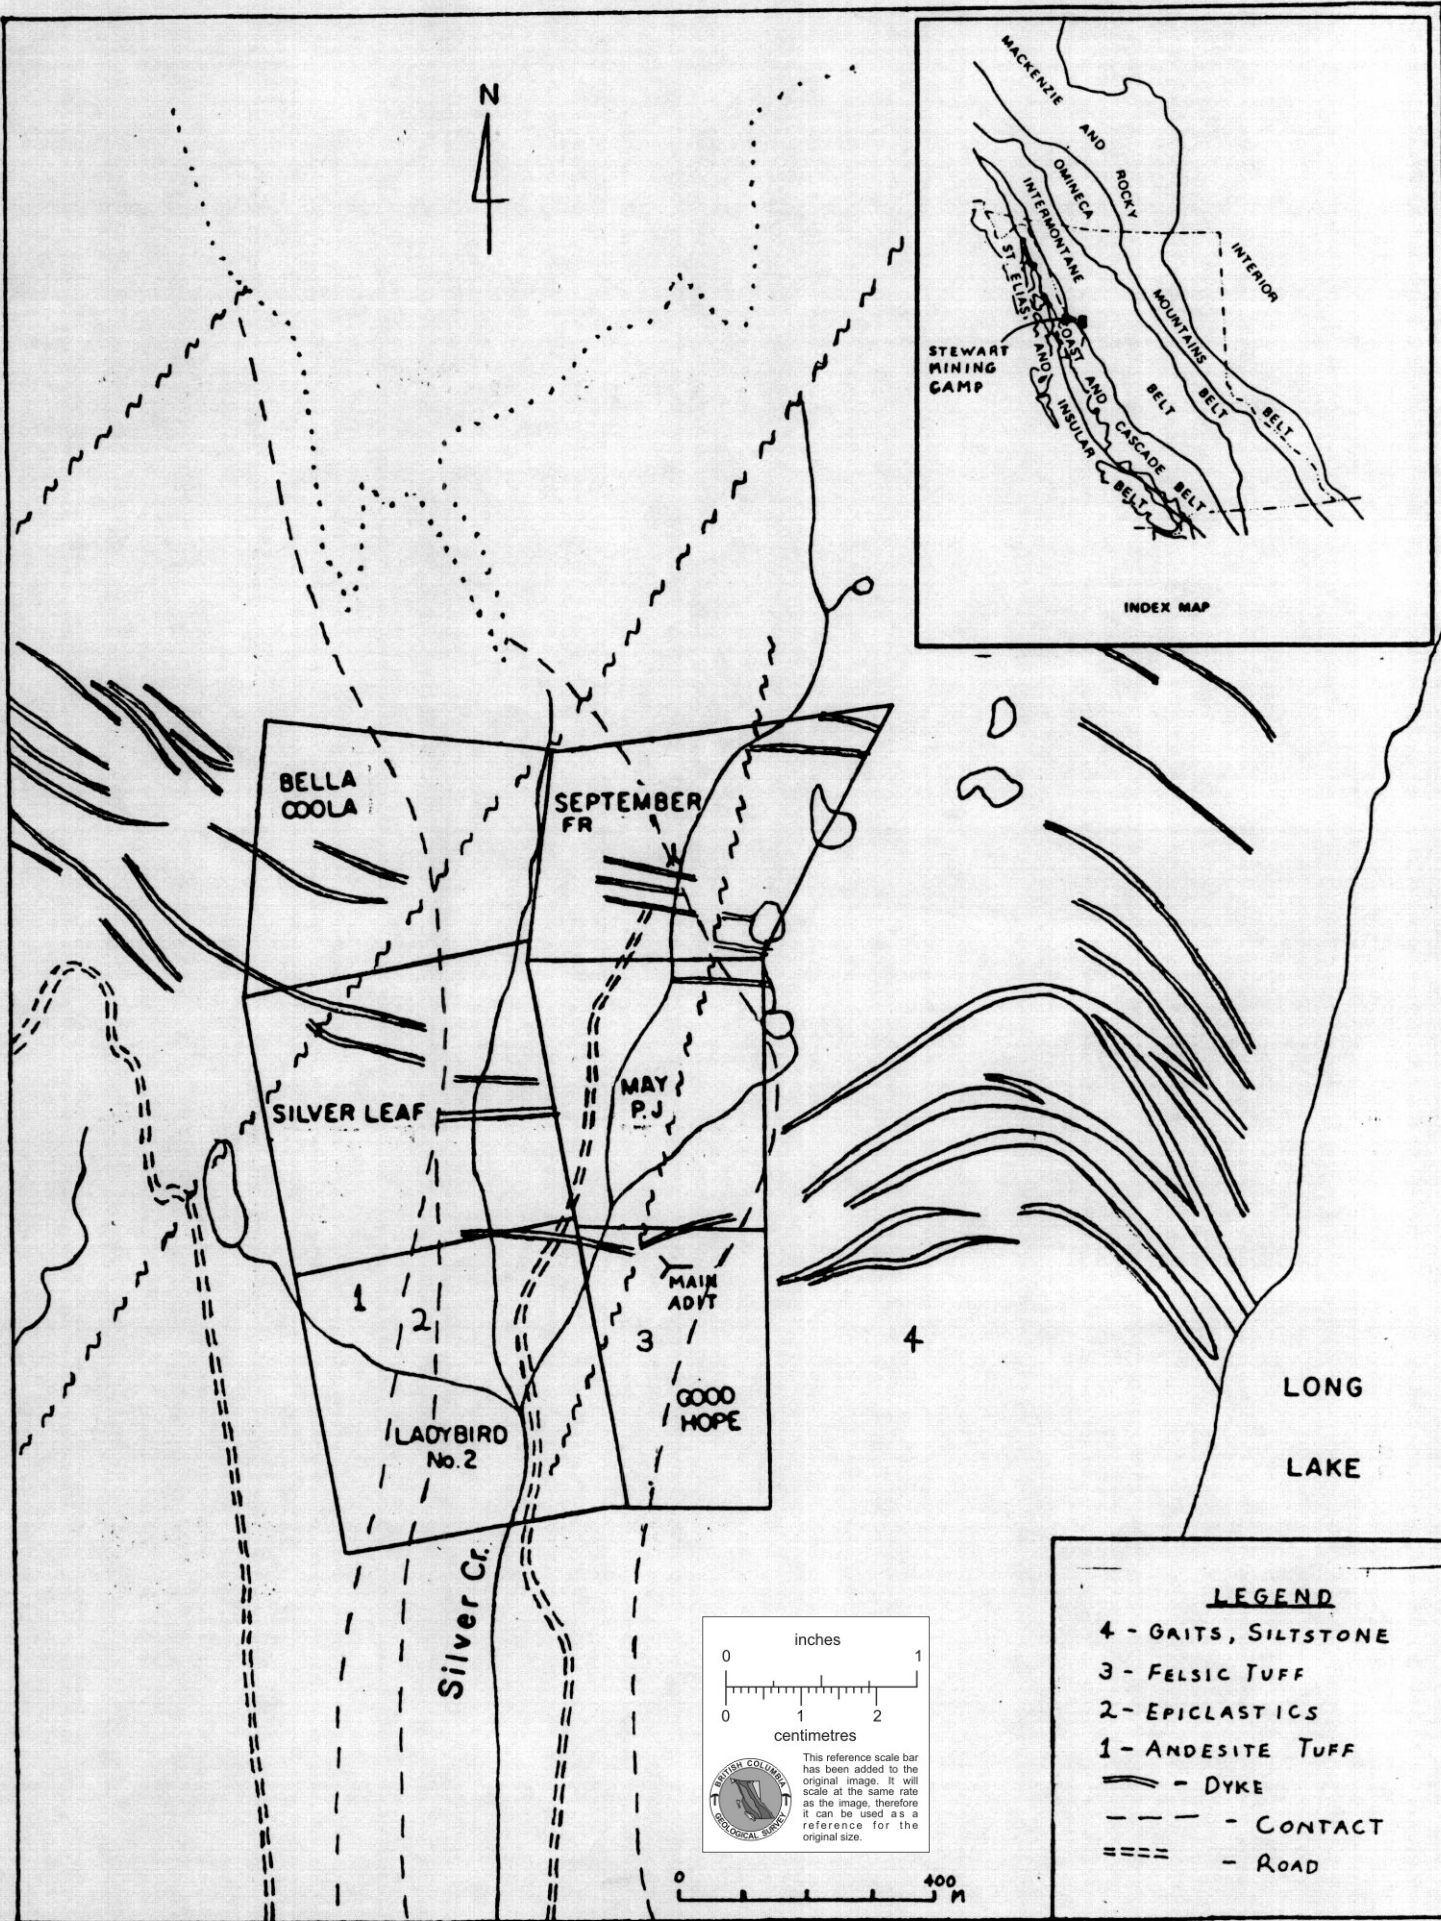 N
MACKENZIE AND ROCKY MOUNTAINS BELT
OMINECA BELT
INTERMONTANE BELT
ST. ELIAS, AND INSULAR BELT
COAST AND CASCADE BELT
INTERIOR
STEWART
MINING
CAMP
INDEX MAP
BELLA
COOLA
SEPTEMBER
FR
SILVER LEAF
MAY
P.J
MAIN
ADIT
1
2
3
4
GOOD
HOPE
LADYBIRD
No. 2
Silver Cr.
LONG
LAKE
inches
0 1
0 1 2
centimetres
BRITISH COLUMBIA
GEOLOGICAL SURVEY
This reference scale bar
has been added to the
original image. It will
scale at the same rate
as the image, therefore
it can be used as a
reference for the
original size.
0 400
M
LEGEND
4 - GRITS, SILTSTONE
3 - FELSIC TUFF
2 - EPICLASTICS
1 - ANDESITE TUFF
- DYKE
- CONTACT
- ROAD